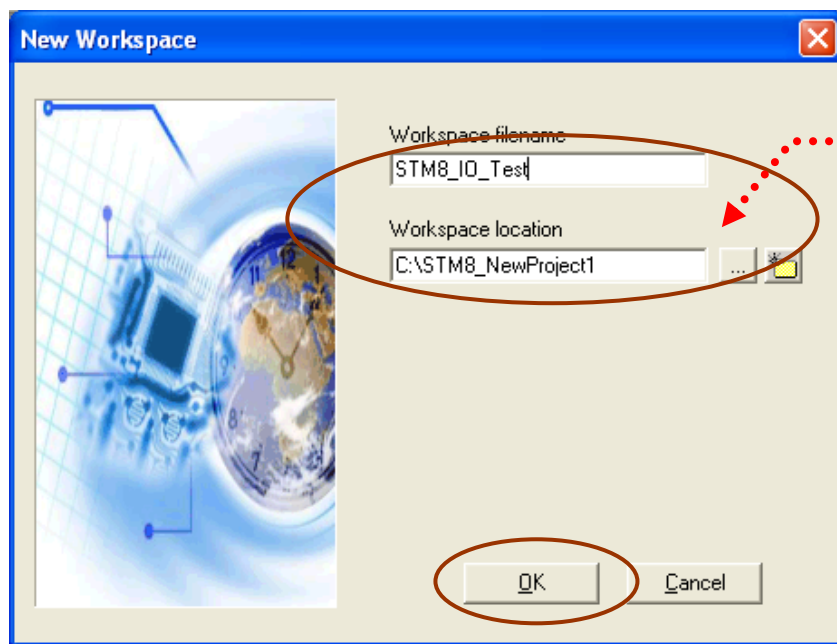 New Workspace
Workspace filename
STM8_IO_Test
Workspace location
C:\STM8_NewProject1
...
OK
Cancel